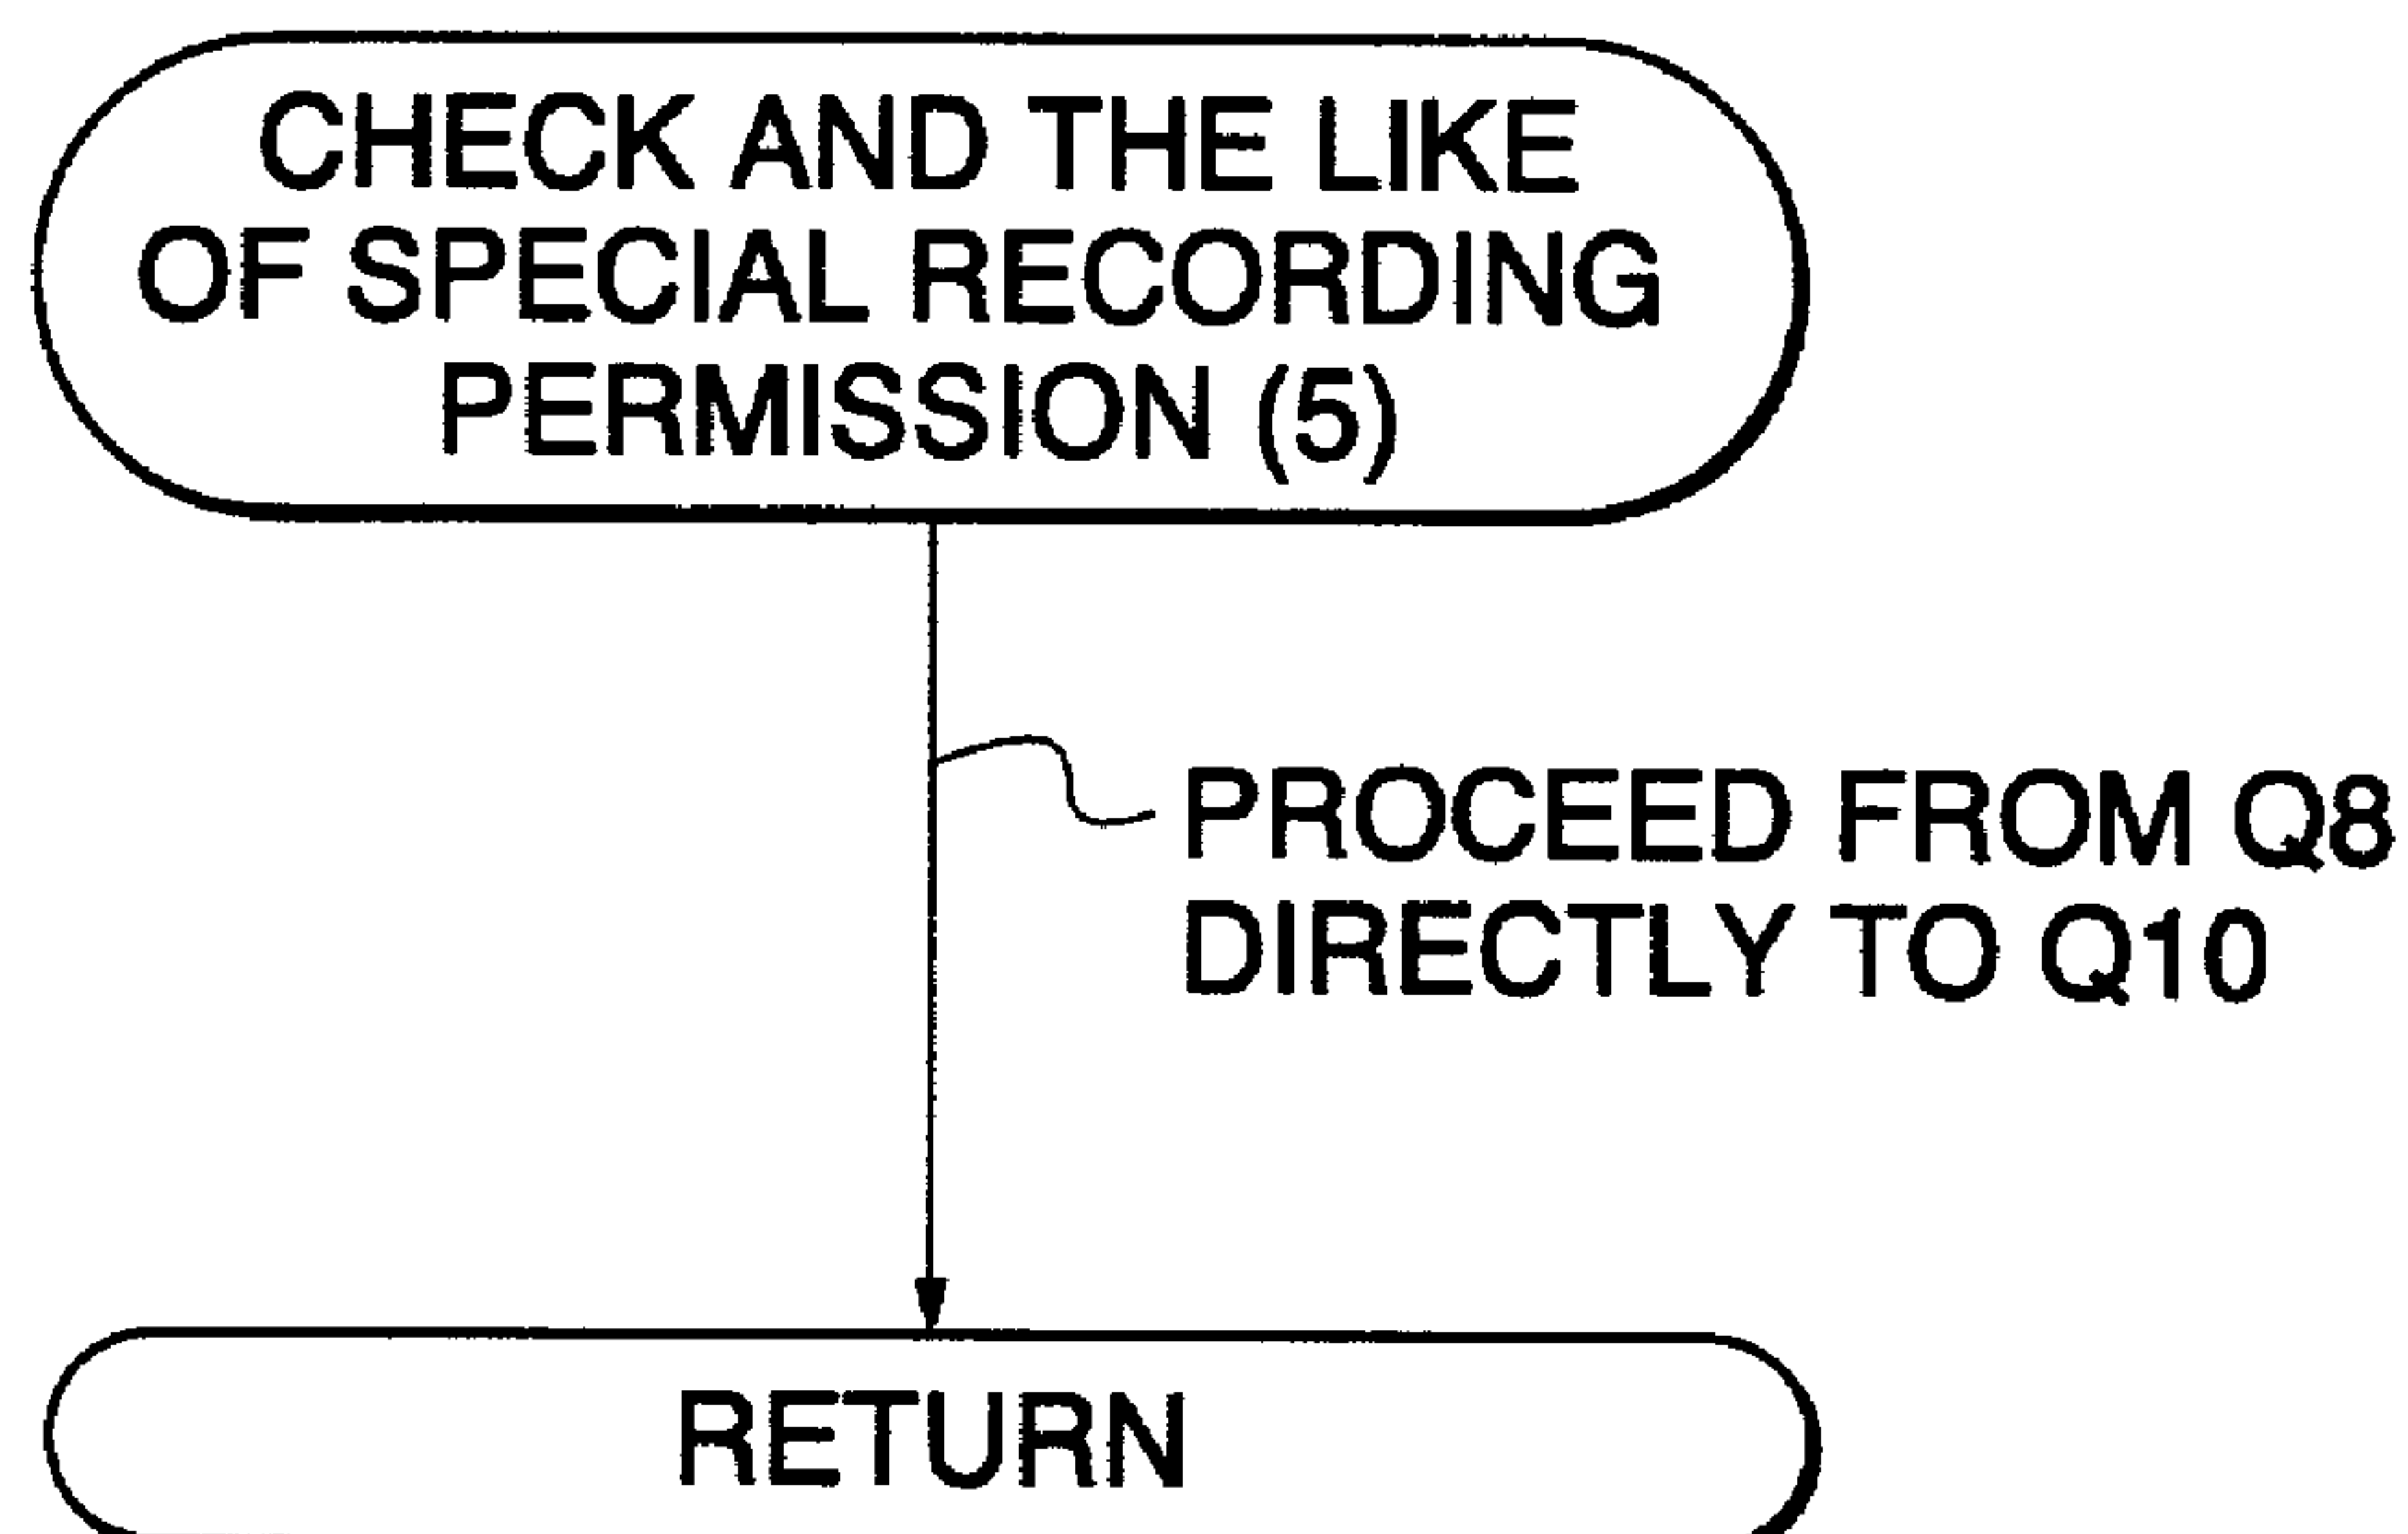 CHECK AND THE LIKE
OF SPECIAL RECORDING
PERMISSION (5)
PROCEED FROM Q8
DIRECTLY TO Q10
RETURN